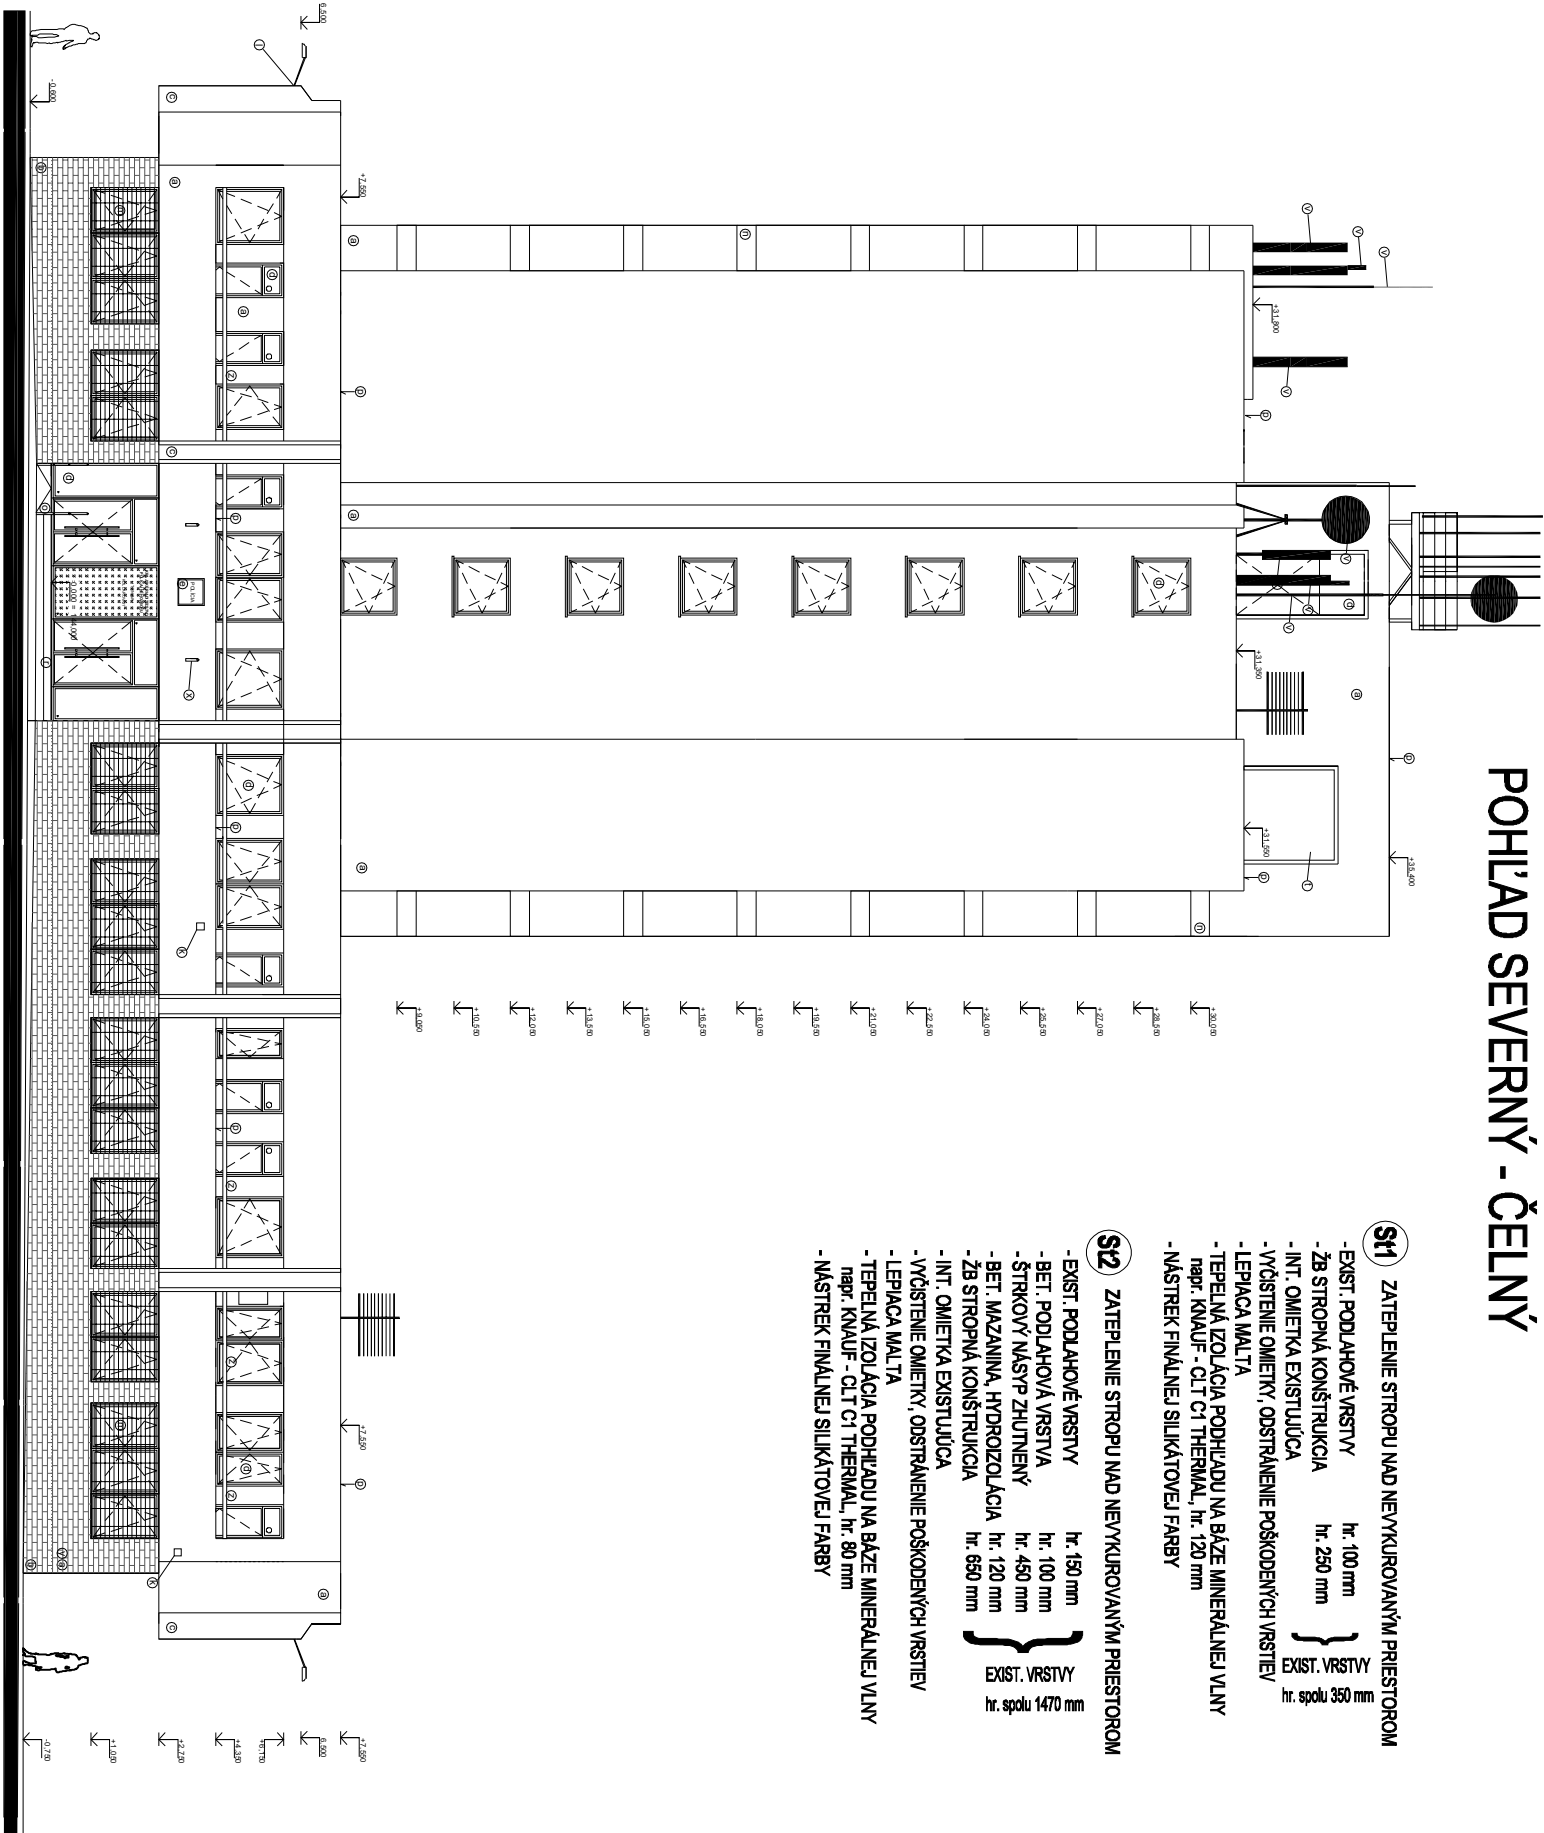 POHĽAD SEVERNÝ - ČELNÝ
St1 ZATEPLENIE STROPU NAD NEVYKUROVANÝM PRIESTOROM
- EXIST. PODLAHOVÉ VRSTVY hr. 100 mm
- ŽB STROPNÁ KONŠTRUKCIA hr. 250 mm
EXIST. VRSTVY
hr. spolu 350 mm
- INT. OMIETKA EXISTUJÚCA
- VYČISTENIE OMIETKY, ODSTRÁNENIE POŠKODENÝCH VRSTIEV
- LEPIACA MALTA
- TEPELNÁ IZOLÁCIA PODHĽADU NA BÁZE MINERÁLNEJ VLNY
napr. KNAUF - CLT C1 THERMAL, hr. 120 mm
- NÁSTREK FINÁLNEJ SILIKÁTOVEJ FARBY
St2 ZATEPLENIE STROPU NAD NEVYKUROVANÝM PRIESTOROM
- EXIST. PODLAHOVÉ VRSTVY hr. 150 mm
- BET. PODLAHOVÁ VRSTVA hr. 100 mm
- ŠTRKOVÝ NÁSYP ZHUTNENÝ hr. 450 mm
- BET. MAZANINA, HYDROIZOLÁCIA hr. 120 mm
- ŽB STROPNÁ KONŠTRUKCIA hr. 650 mm
EXIST. VRSTVY
hr. spolu 1470 mm
- INT. OMIETKA EXISTUJÚCA
- VYČISTENIE OMIETKY, ODSTRÁNENIE POŠKODENÝCH VRSTIEV
- LEPIACA MALTA
- TEPELNÁ IZOLÁCIA PODHĽADU NA BÁZE MINERÁLNEJ VLNY
napr. KNAUF - CLT C1 THERMAL, hr. 80 mm
- NÁSTREK FINÁLNEJ SILIKÁTOVEJ FARBY
+35,400
+31,800
+31,350
+31,550
+30,050
+28,550
+27,050
+25,550
+24,050
+22,550
+21,050
+19,550
+18,050
+16,550
+15,050
+13,550
+12,050
+10,550
+9,050
+7,550
+7,550
+7,550
6,500
6,500
+6,150
+4,350
+2,750
+1,050
-0,750
-0,600
POLÍCIA